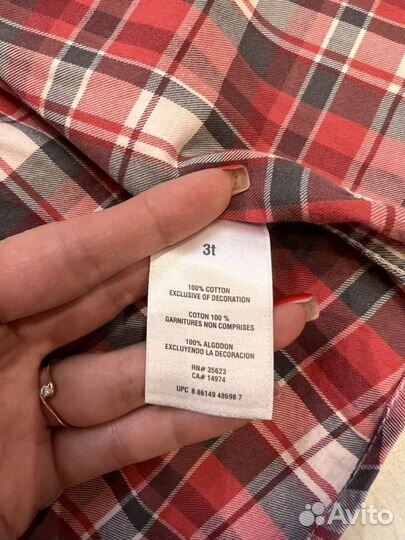 3t
100% COTTON
EXCLUSIVE OF DECORATION
COTON 100 %
GARNITURES NON COMPRISES
100% ALGODON
EXCLUYENDO LA DECORACION
RN# 35623
CA# 14974
UPC 8 86149 48698 7
Avito